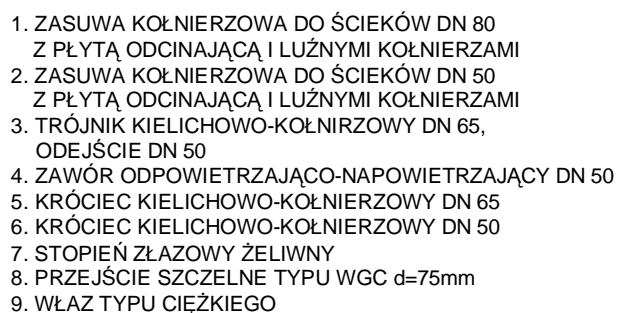 1. ZASUWA KOŁNIERZOWA DO ŚCIEKÓW DN 80
Z PŁYTĄ ODCINAJĄCĄ I LUŹNYMI KOŁNIERZAMI
2. ZASUWA KOŁNIERZOWA DO ŚCIEKÓW DN 50
Z PŁYTĄ ODCINAJĄCĄ I LUŹNYMI KOŁNIERZAMI
3. TRÓJNIK KIELICHOWO-KOŁNIRZOWY DN 65,
ODEJŚCIE DN 50
4. ZAWÓR ODPOWIETRZAJĄCO-NAPOWIETRZAJĄCY DN 50
5. KRÓCIEC KIELICHOWO-KOŁNIERZOWY DN 65
6. KRÓCIEC KIELICHOWO-KOŁNIERZOWY DN 50
7. STOPIEŃ ZŁAZOWY ŻELIWNY
8. PRZEJŚCIE SZCZELNE TYPU WGC d=75mm
9. WŁAZ TYPU CIĘŻKIEGO